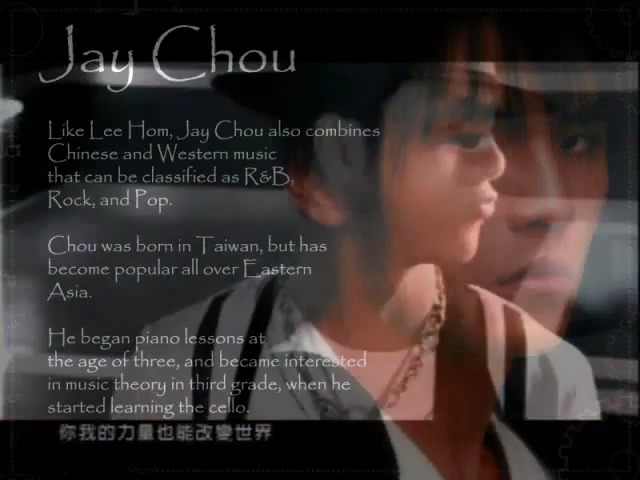 Jay Chou
Like Lee Hom, Jay Chou also combines
Chinese and Western music
that can be classified as R&B,
Rock, and Pop.
Chou was born in Taiwan, but has
become popular all over Eastern
Asia.
He began piano lessons at
the age of three, and became interested
in music theory in third grade, when he
started learning the cello.
你我的力量也能改變世界